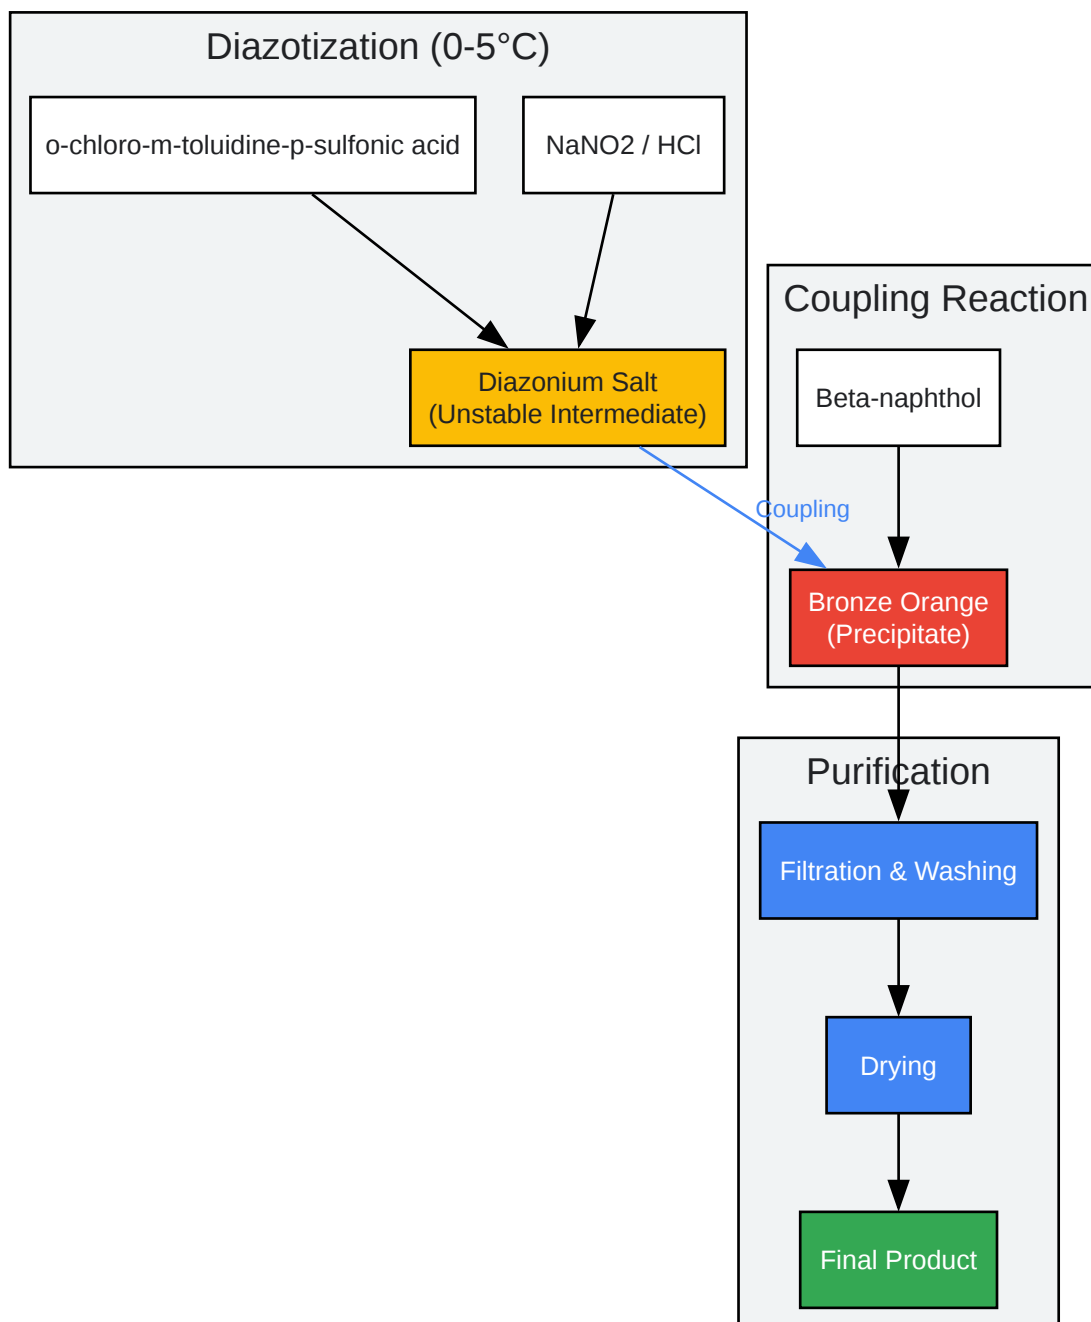 Diazotization (0-5°C)
o-chloro-m-toluidine-p-sulfonic acid
NaNO2 / HCl
Diazonium Salt
(Unstable Intermediate)
Coupling Reaction
Beta-naphthol
Coupling
Bronze Orange
(Precipitate)
Purification
Filtration & Washing
Drying
Final Product